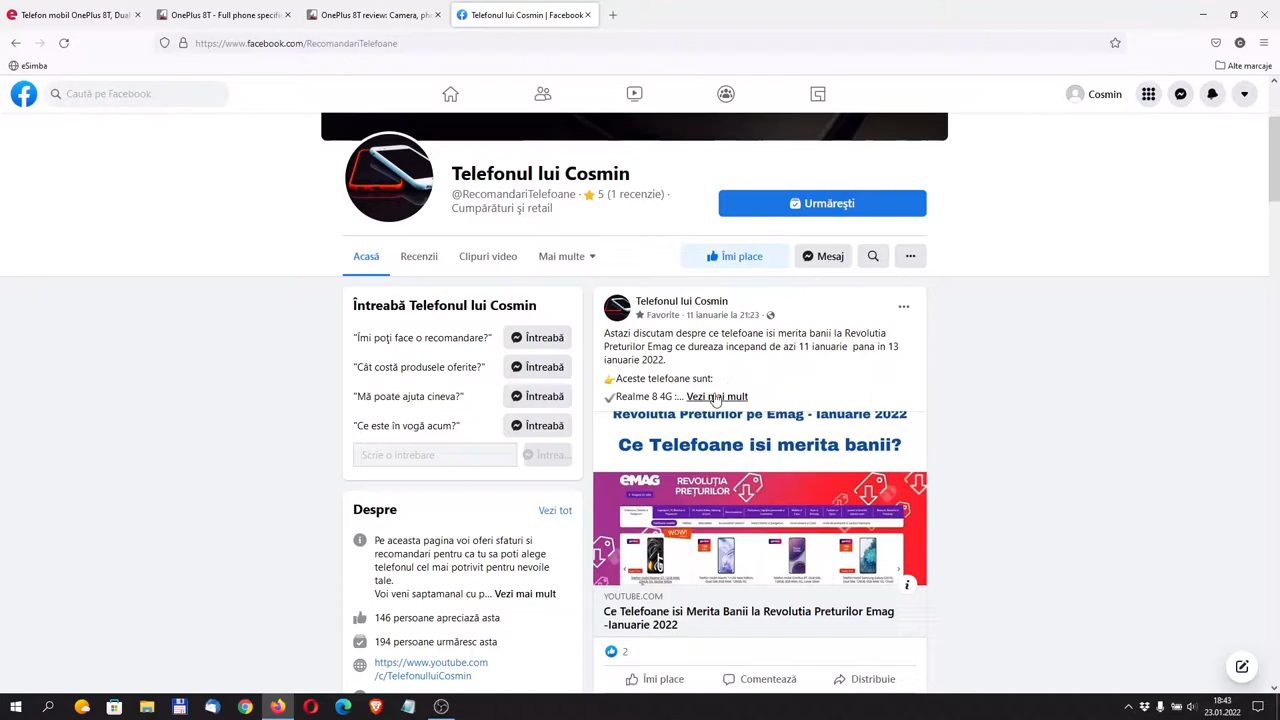 Telefon mobil OnePlus 8T, Dual
OnePlus 8T - Full phone specifi
OnePlus 8T review: Camera, ph
Telefonul lui Cosmin | Facebook
https://www.facebook.com/RecomandariTelefoane
eSimba
Alte marcaje
Caută pe Facebook
Cosmin
Telefonul lui Cosmin
@RecomandariTelefoane · 5 (1 recenzie) ·
Cumpărături şi retail
Urmăreşti
Acasă
Recenzii
Clipuri video
Mai multe
Îmi place
Mesaj
Întreabă Telefonul lui Cosmin
"Îmi poţi face o recomandare?"
Întreabă
"Cât costă produsele oferite?"
Întreabă
"Mă poate ajuta cineva?"
Întreabă
"Ce este în vogă acum?"
Întreabă
Scrie o întrebare
Întrea...
Despre
Vezi tot
Pe aceasta pagina voi oferi sfaturi si
recomandari pentru ca tu sa poti alege
telefonul cel mai potrivit pentru nevoile
tale.
Voi veni saptamanal cu p... Vezi mai mult
146 persoane apreciază asta
194 persoane urmăresc asta
https://www.youtube.com
/c/TelefonulluiCosmin
Telefonul lui Cosmin
Favorite · 11 ianuarie la 21:23 ·
Astazi discutam despre ce telefoane isi merita banii la Revolutia
Preturilor Emag ce dureaza incepand de azi 11 ianuarie pana in 13
ianuarie 2022.
Aceste telefoane sunt:
Realme 8 4G :... Vezi mai mult
Revolutia Preturilor pe Emag - Ianuarie 2022
Ce Telefoane isi merita banii?
eMAG
REVOLUȚIA
PREȚURILOR
WOW!
YOUTUBE.COM
Ce Telefoane isi Merita Banii la Revolutia Preturilor Emag
-Ianuarie 2022
2
Îmi place
Comentează
Distribuie
18:43
23.01.2022